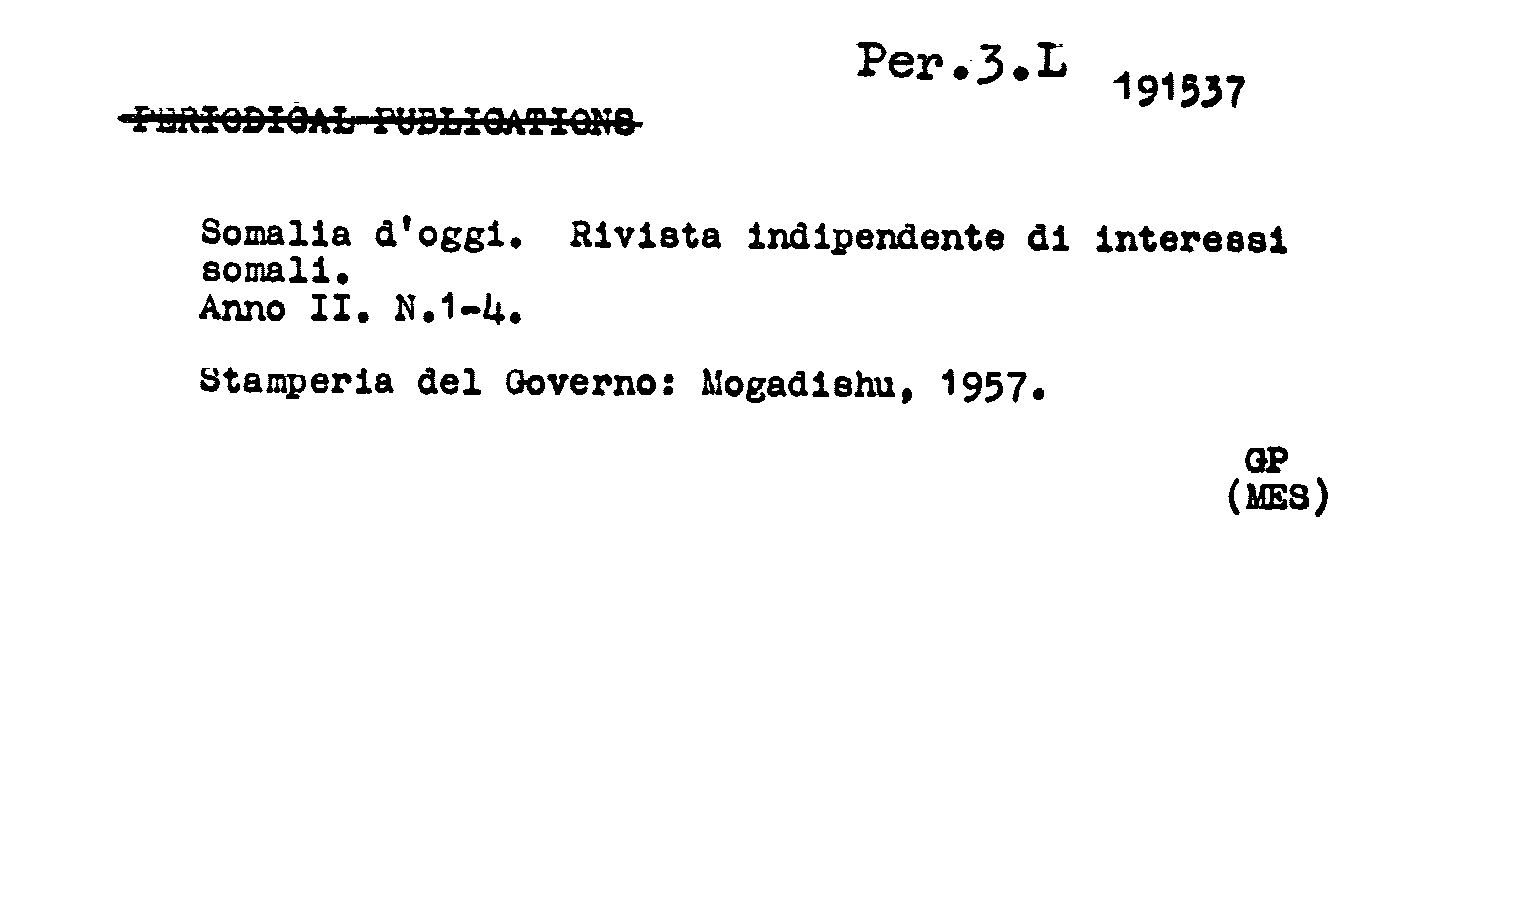 Per.3.L 191537
PERIODICAL PUBLICATIONS
Somalia d'oggi. Rivista indipendente di interessi
somali.
Anno II. N.1-4.
Stamperia del Governo: Mogadishu, 1957.
GP
(MES)